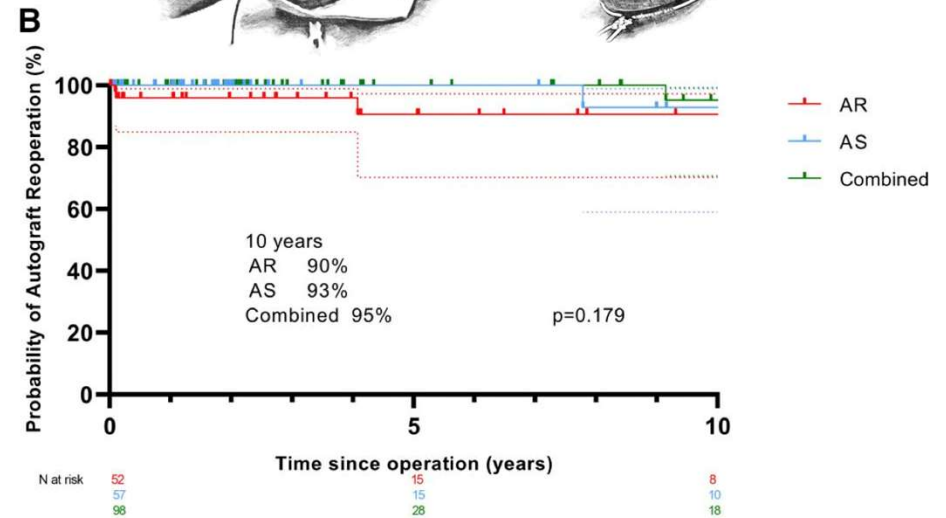 B
Probability of Autograft Reoperation (%)
100
80
60
40
20
0
10 years
AR 90%
AS 93%
Combined 95%
p=0.179
0 5 10
Time since operation (years)
N at risk 52 15 8
57 15 10
98 28 18
AR
AS
Combined